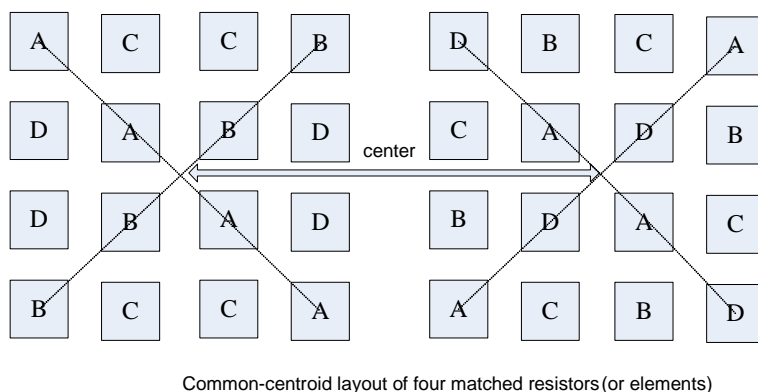 A C C B D B C A
D A B D C A D B
center
D B A D B D A C
B C C A A C B D
Common-centroid layout of four matched resistors(or elements)